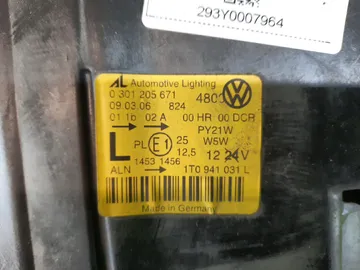 293Y0007964
AL Automotive Lighting
0 301 205 671 480
09.03.06 824
01 1b 02 A 00 HR 00 DCR
PY21W
L PL E1 25 W5W
12,5 12 24V
1453 1456
ALN 1T0 941 031 L
Made in Germany